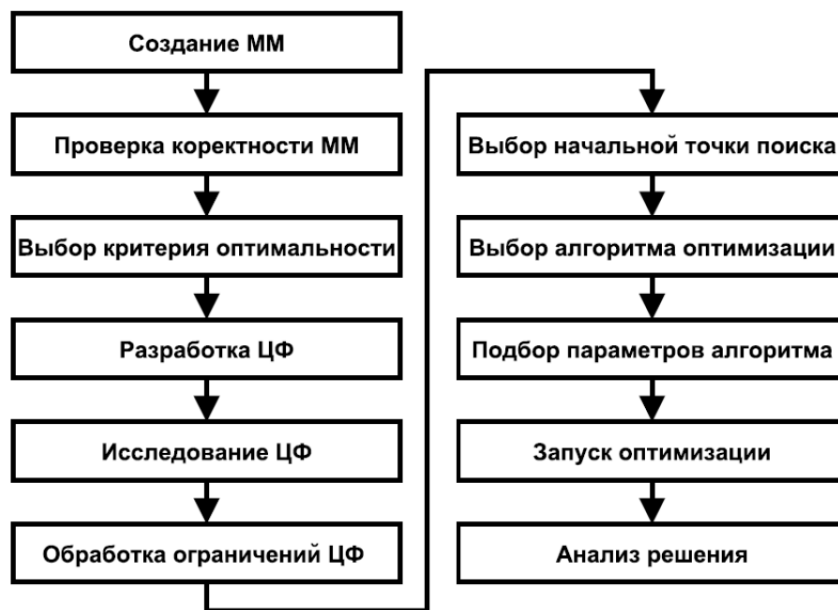 Создание ММ
Проверка коректности ММ
Выбор критерия оптимальности
Разработка ЦФ
Исследование ЦФ
Обработка ограничений ЦФ
Выбор начальной точки поиска
Выбор алгоритма оптимизации
Подбор параметров алгоритма
Запуск оптимизации
Анализ решения